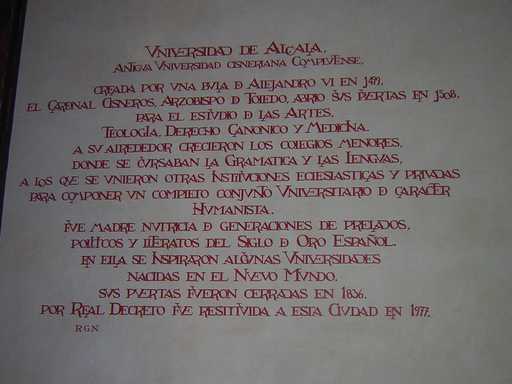 VNIVERSIDAD DE ALCALA,
ANTIGVA VNIVERSIDAD CISNERIANA COMPLVTENSE,
CREADA POR VNA BVLA D ALEJANDRO VI EN 1499,
EL CARDENAL CISNEROS, ARZOBISPO D TOLEDO, ABRIO SVS PVERTAS EN 1508,
PARA EL ESTVDIO D LAS ARTES,
TEOLOGIA, DERECHO CANONICO Y MEDICINA.
A SV ALREDEDOR CRECIERON LOS COLEGIOS MENORES,
DONDE SE CVRSABAN LA GRAMATICA Y LAS LENGVAS,
A LOS QVE SE VNIERON OTRAS INSTITVCIONES ECLESIASTICAS Y PRIVADAS
PARA COMPONER VN COMPLETO CONJVNTO VNIVERSITARIO D CARACTER
HVMANISTA.
FVE MADRE NVTRICIA D GENERACIONES DE PRELADOS,
POLITICOS Y LITERATOS DEL SIGLO D ORO ESPAÑOL.
EN ELLA SE INSPIRARON ALGVNAS VNIVERSIDADES
NACIDAS EN EL NVEVO MVNDO.
SVS PVERTAS FVERON CERRADAS EN 1836.
POR REAL DECRETO FVE RESTITVIDA A ESTA CIVDAD EN 1977.
R.G.N